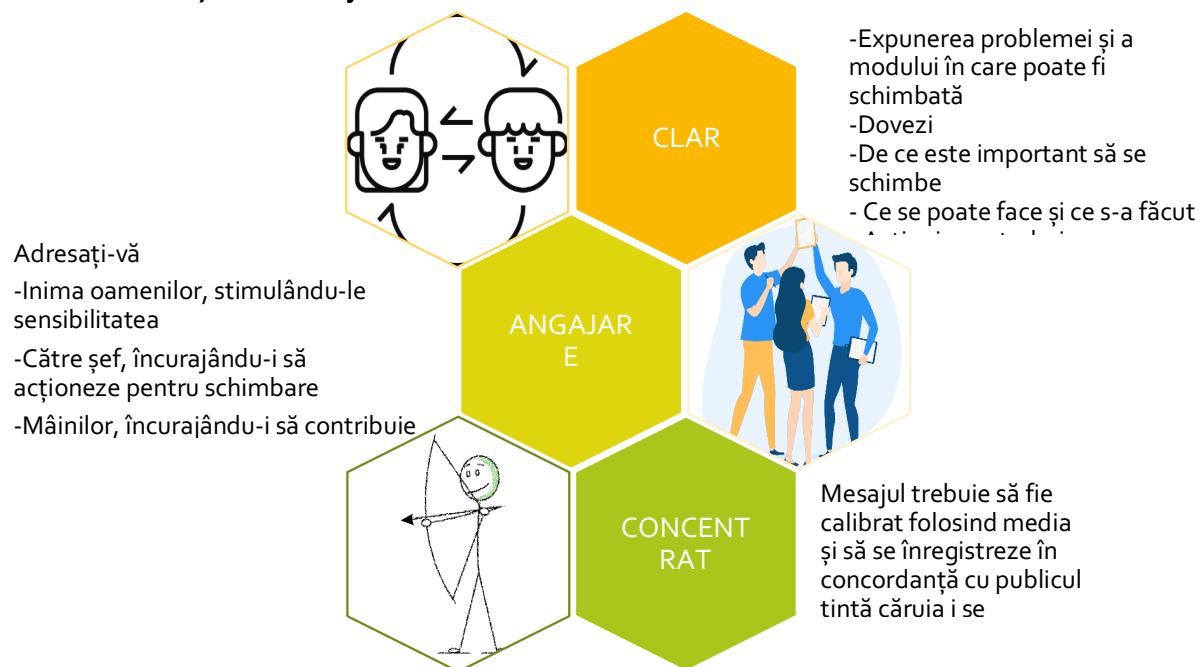 CLAR
-Expunerea problemei și a
modului în care poate fi
schimbată
-Dovezi
-De ce este important să se
schimbe
- Ce se poate face și ce s-a făcut
Adresați-vă
-Inima oamenilor, stimulându-le
sensibilitatea
-Către șef, încurajându-i să
acționeze pentru schimbare
-Mâinilor, încurajându-i să contribuie
ANGAJAR
E
CONCENT
RAT
Mesajul trebuie să fie
calibrat folosind media
și să se înregistreze în
concordanță cu publicul
țintă căruia i se